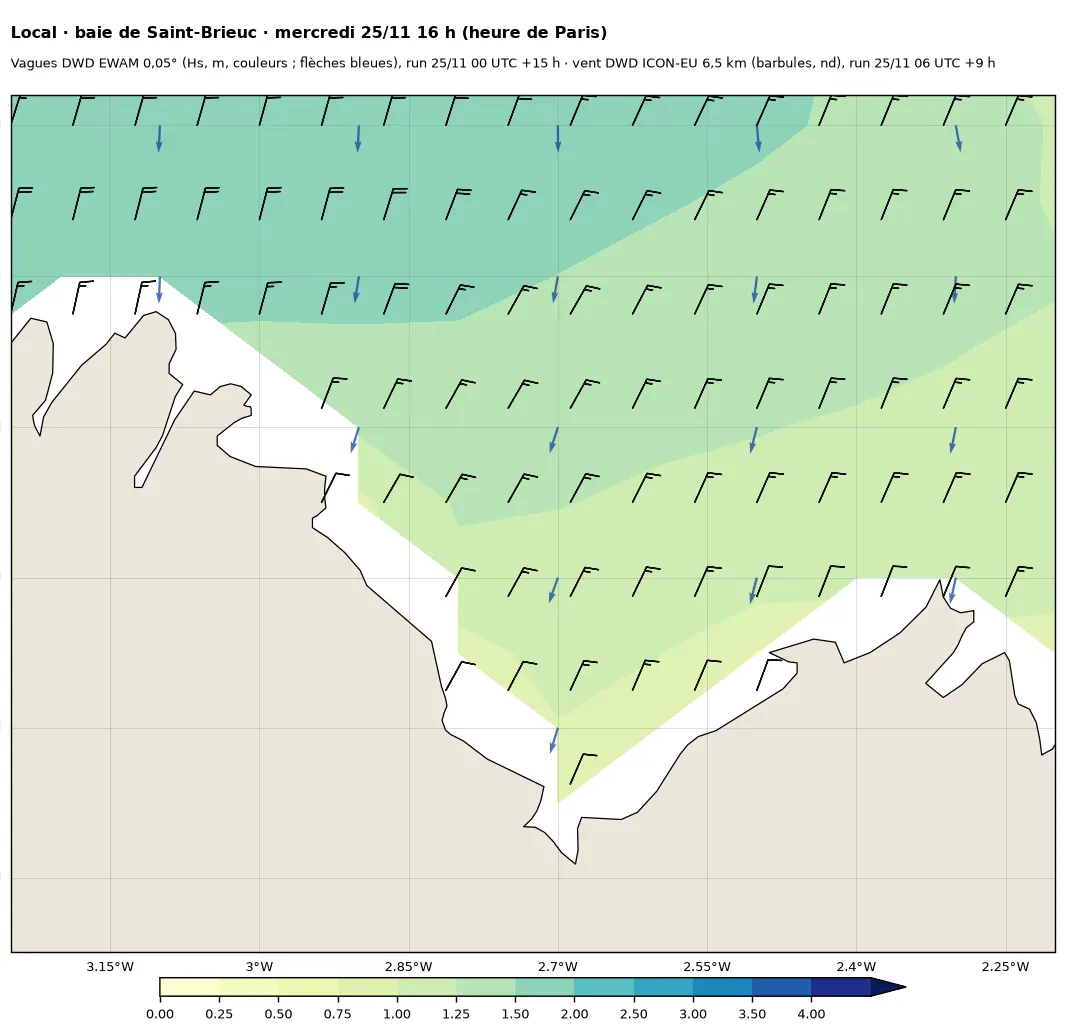 Local · baie de Saint-Brieuc · mercredi 25/11 16 h (heure de Paris)
Vagues DWD EWAM 0,05° (Hs, m, couleurs ; flèches bleues), run 25/11 00 UTC +15 h · vent DWD ICON-EU 6,5 km (barbules, nd), run 25/11 06 UTC +9 h
3.15°W 3°W 2.85°W 2.7°W 2.55°W 2.4°W 2.25°W
0.00 0.25 0.50 0.75 1.00 1.25 1.50 2.00 2.50 3.00 3.50 4.00